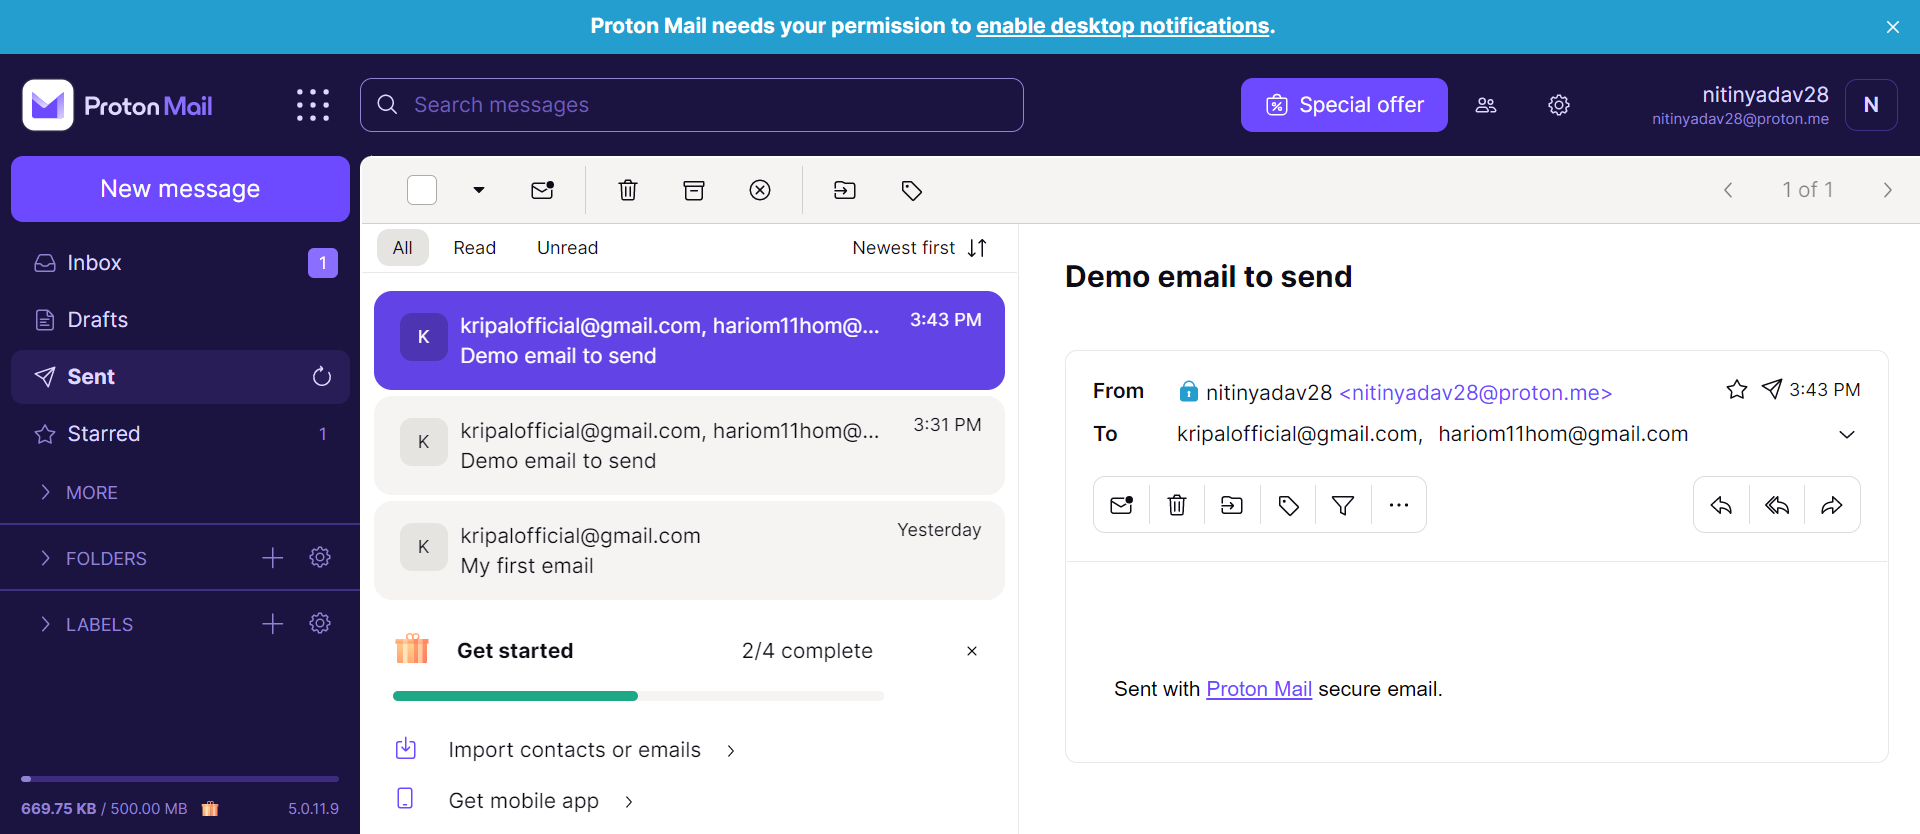 Proton Mail needs your permission to enable desktop notifications.
Proton Mail
Search messages
Special offer
nitinyadav28
nitinyadav28@proton.me
N
New message
Inbox 1
Drafts
Sent
Starred 1
MORE
FOLDERS
LABELS
669.75 KB / 500.00 MB 5.0.11.9
1 of 1
All Read Unread Newest first
K
kripalofficial@gmail.com, hariom11hom@... 3:43 PM
Demo email to send
K
kripalofficial@gmail.com, hariom11hom@... 3:31 PM
Demo email to send
K
kripalofficial@gmail.com Yesterday
My first email
Get started 2/4 complete
Import contacts or emails
Get mobile app
Demo email to send
From nitinyadav28 <nitinyadav28@proton.me> 3:43 PM
To kripalofficial@gmail.com, hariom11hom@gmail.com
Sent with Proton Mail secure email.